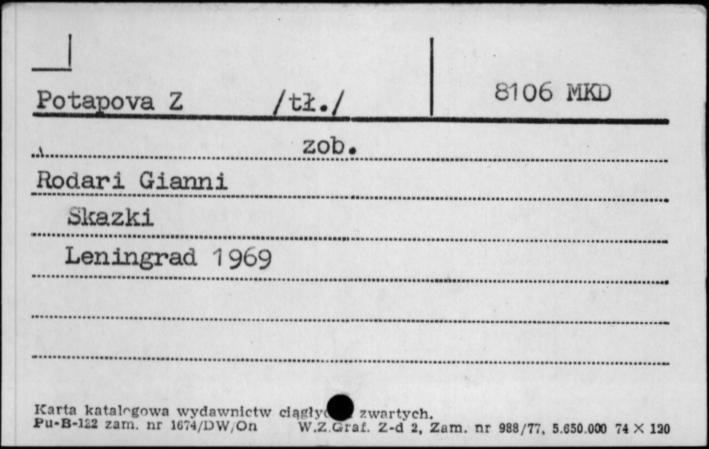 Potapova Z /tł./ 8106 MKD
zob.
Rodari Gianni
Skazki
Leningrad 1969
Karta katalogowa wydawnictw zwartych.
Pu-B-122 zam. nr 1674/DW/On W.Z.Graf. Z-d 2, Zam. nr 988/77, 5.650.000 74 X 120